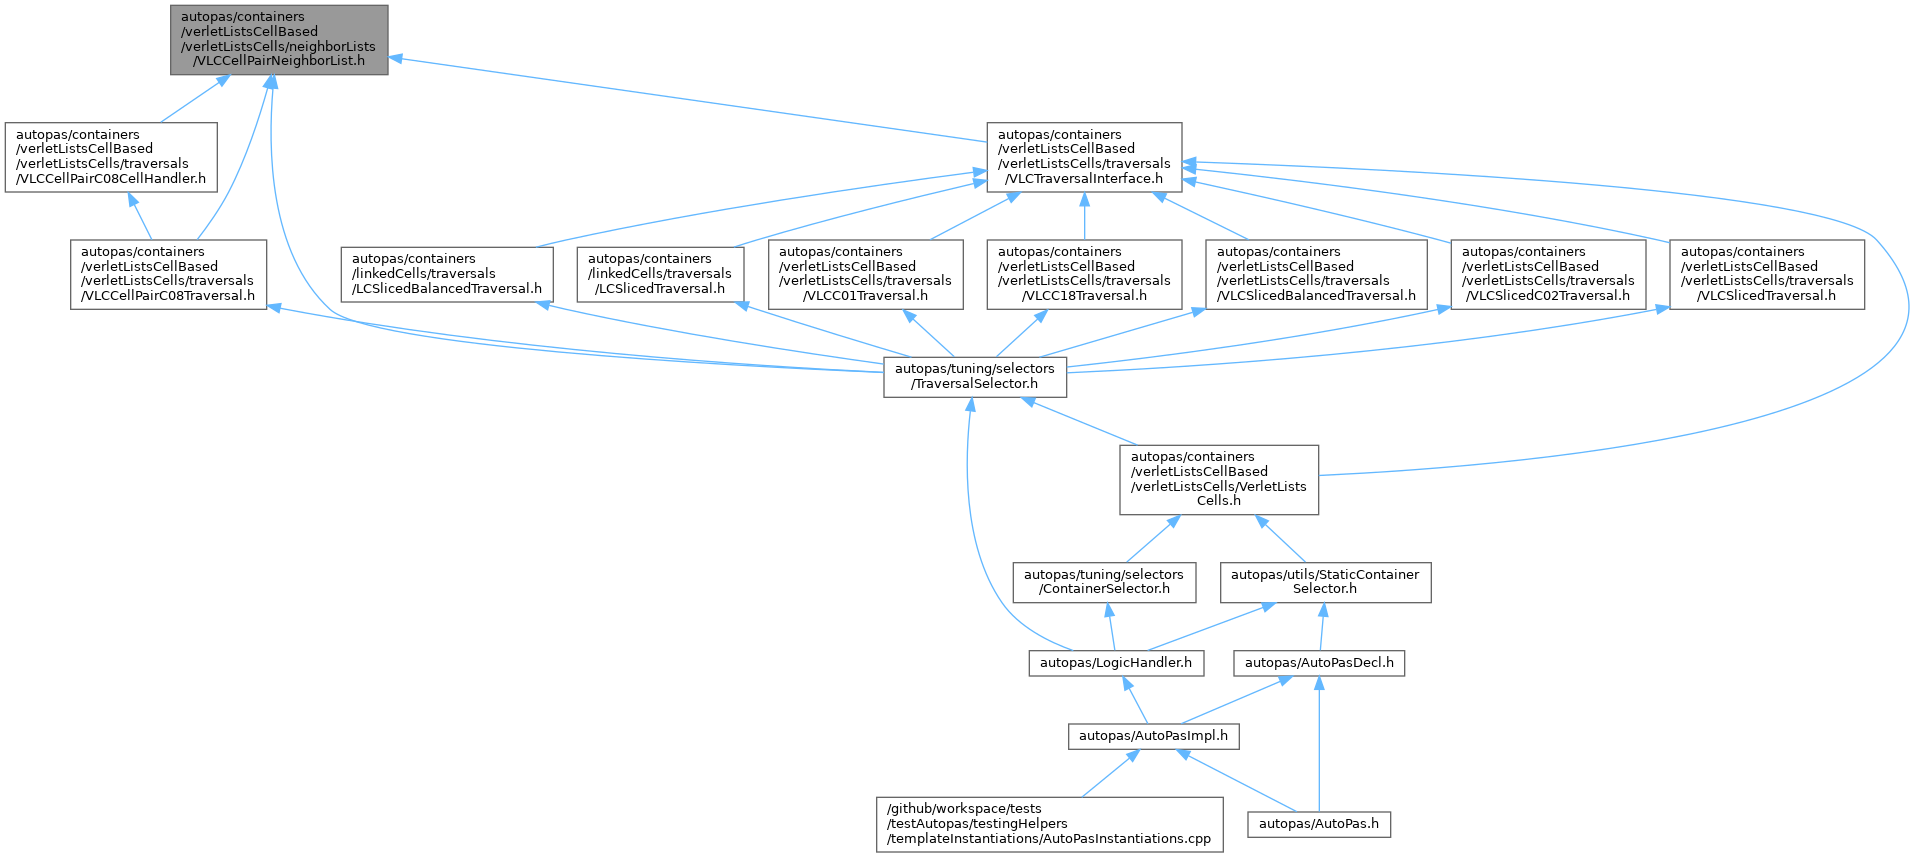 autopas/containers
/verletListsCellBased
/verletListsCells/neighborLists
/VLCCellPairNeighborList.h
autopas/containers
/verletListsCellBased
/verletListsCells/traversals
/VLCCellPairC08CellHandler.h
autopas/containers
/verletListsCellBased
/verletListsCells/traversals
/VLCTraversalInterface.h
autopas/containers
/verletListsCellBased
/verletListsCells/traversals
/VLCCellPairC08Traversal.h
autopas/containers
/linkedCells/traversals
/LCSlicedBalancedTraversal.h
autopas/containers
/linkedCells/traversals
/LCSlicedTraversal.h
autopas/containers
/verletListsCellBased
/verletListsCells/traversals
/VLCC01Traversal.h
autopas/containers
/verletListsCellBased
/verletListsCells/traversals
/VLCC18Traversal.h
autopas/containers
/verletListsCellBased
/verletListsCells/traversals
/VLCSlicedBalancedTraversal.h
autopas/containers
/verletListsCellBased
/verletListsCells/traversals
/VLCSlicedC02Traversal.h
autopas/containers
/verletListsCellBased
/verletListsCells/traversals
/VLCSlicedTraversal.h
autopas/tuning/selectors
/TraversalSelector.h
autopas/containers
/verletListsCellBased
/verletListsCells/VerletLists
Cells.h
autopas/tuning/selectors
/ContainerSelector.h
autopas/utils/StaticContainer
Selector.h
autopas/LogicHandler.h
autopas/AutoPasDecl.h
autopas/AutoPasImpl.h
/github/workspace/tests
/testAutopas/testingHelpers
/templateInstantiations/AutoPasInstantiations.cpp
autopas/AutoPas.h